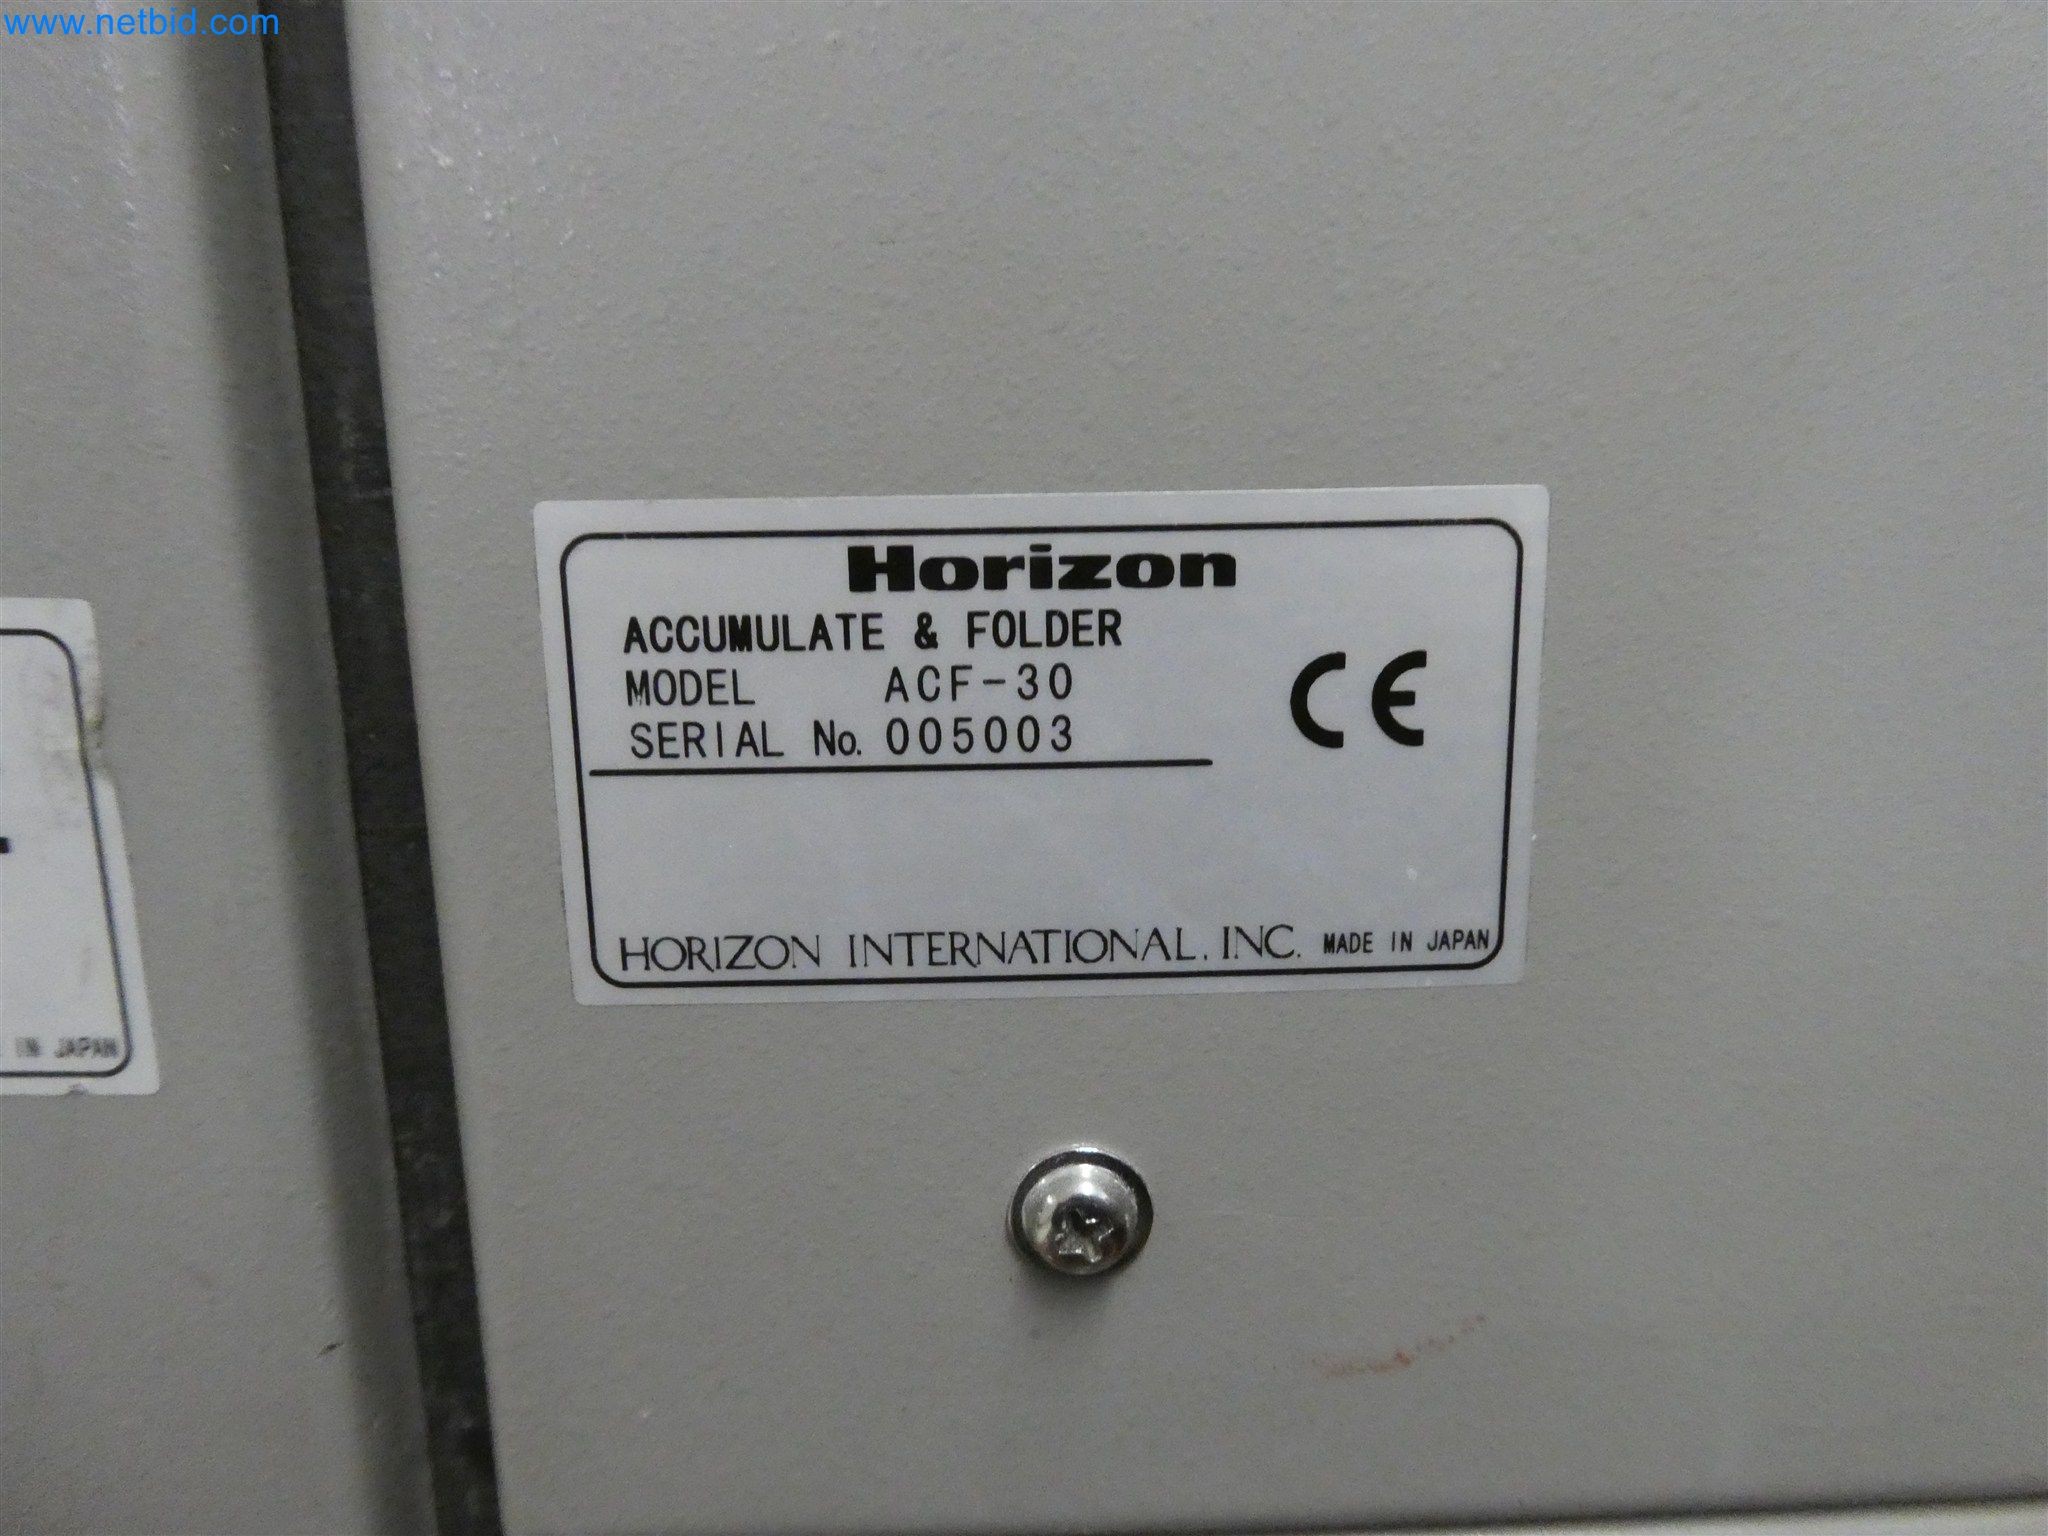 www.netbid.com
Horizon
ACCUMULATE & FOLDER
MODEL ACF-30
SERIAL No. 005003
CE
HORIZON INTERNATIONAL, INC. MADE IN JAPAN
IN JAPAN